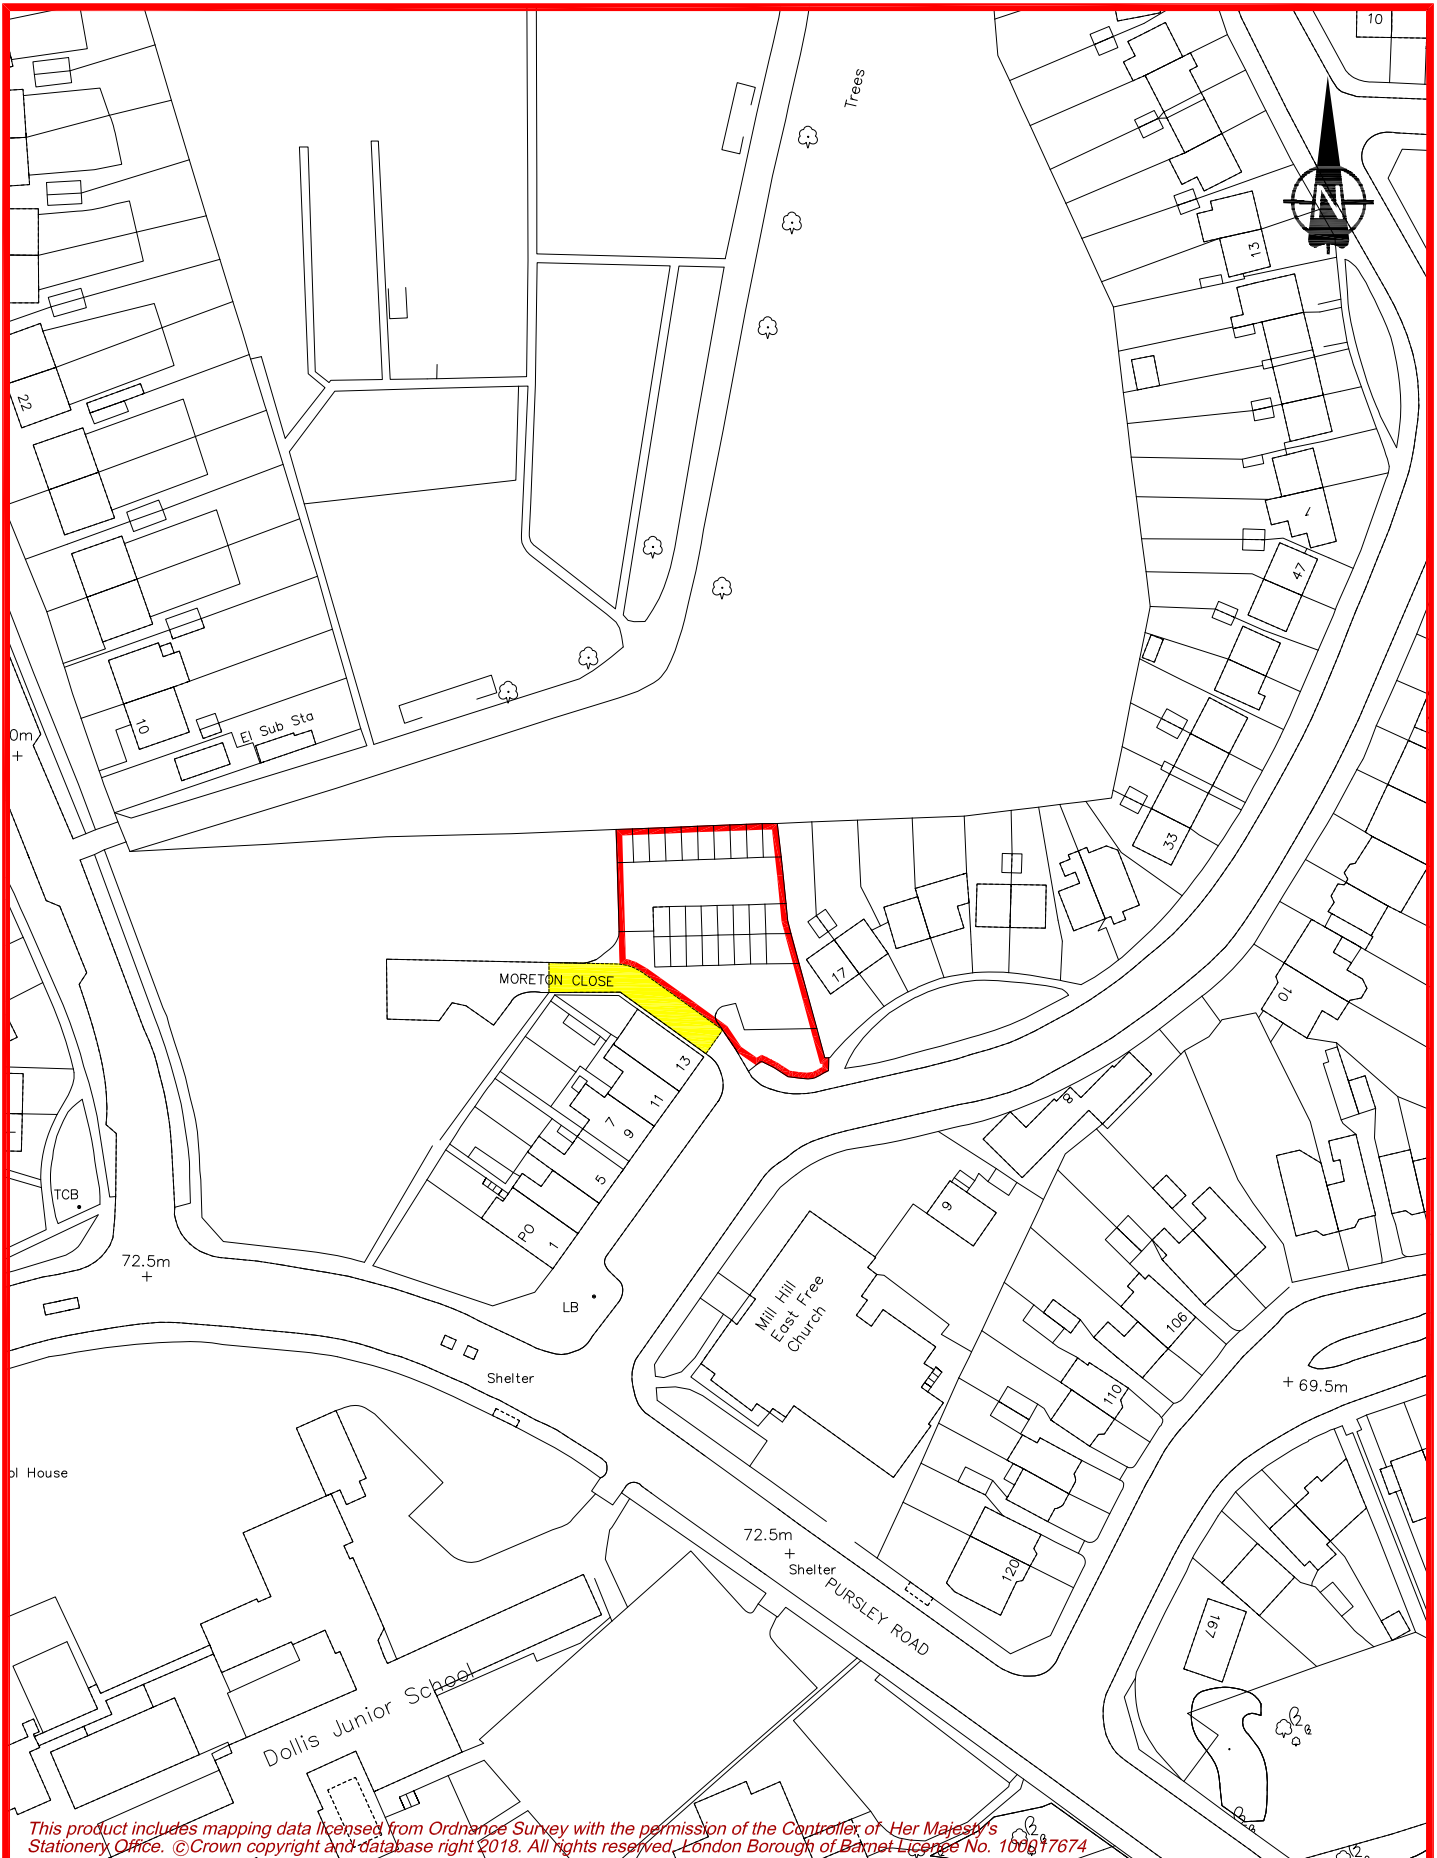 10
Trees
N
13
22
1
47
10
El Sub Sta
0m
33
17
MORETON CLOSE
10
13
11
7
9
8
5
TCB
9
PO
1
72.5m
LB
Mill Hill
East Free
Church
106
Shelter
69.5m
110
ol House
72.5m
Shelter
120
PURSLEY ROAD
167
Dollis Junior School
This product includes mapping data licensed from Ordnance Survey with the permission of the Controller of Her Majesty's
Stationery Office. ©Crown copyright and database right 2018. All rights reserved. London Borough of Barnet Licence No. 100017674